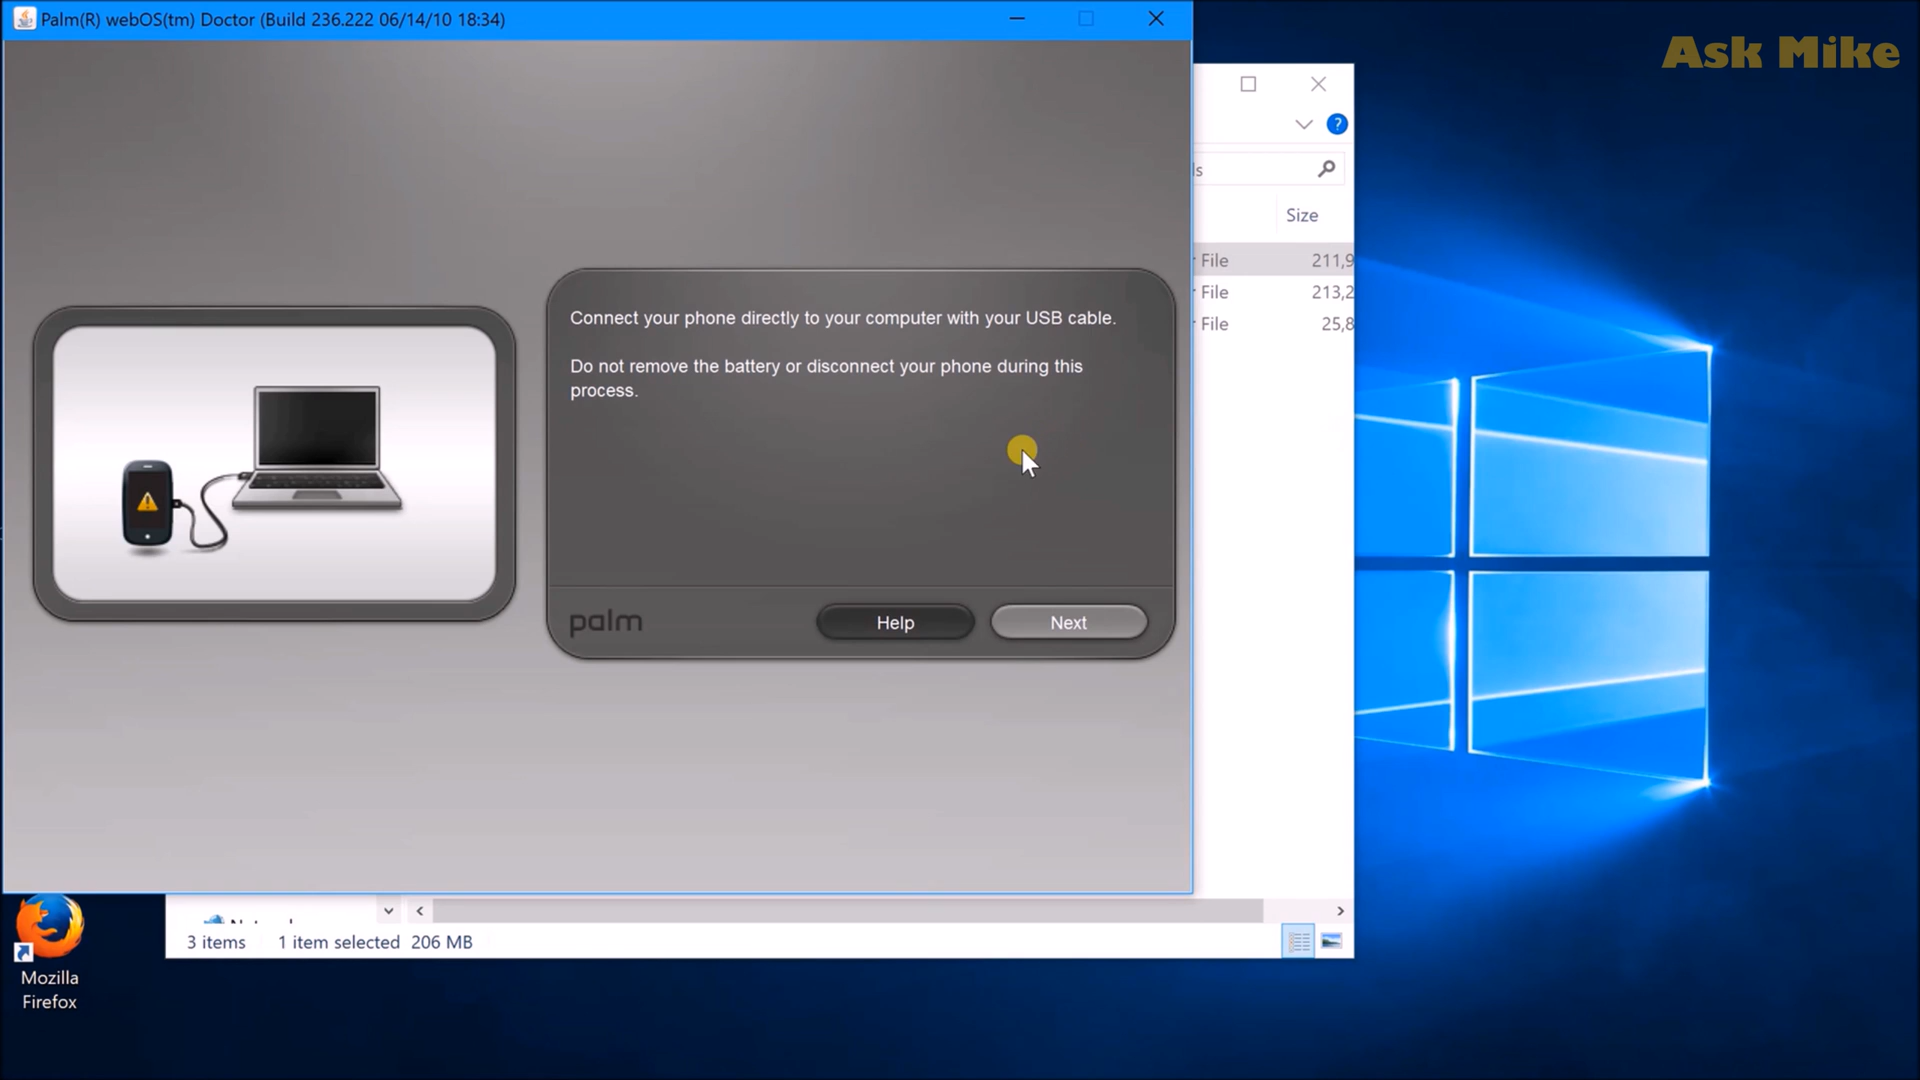 Palm(R) webOS(tm) Doctor (Build 236.222 06/14/10 18:34)
Ask Mike
ls
Size
File 211,9
File 213,2
File 25,8
Connect your phone directly to your computer with your USB cable.
Do not remove the battery or disconnect your phone during this
process.
palm
Help
Next
3 items 1 item selected 206 MB
Mozilla
Firefox